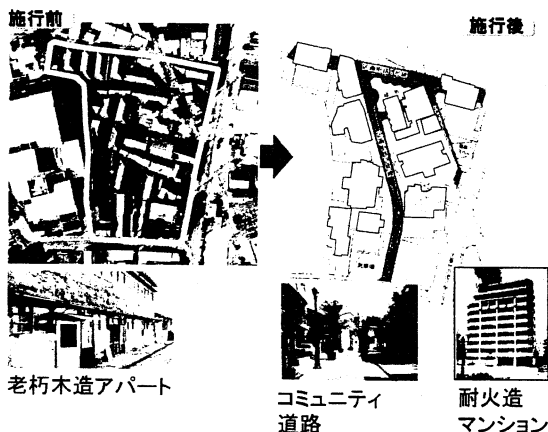 施行前
施行後
老朽木造アパート
コミュニティ
道路
耐火造
マンション